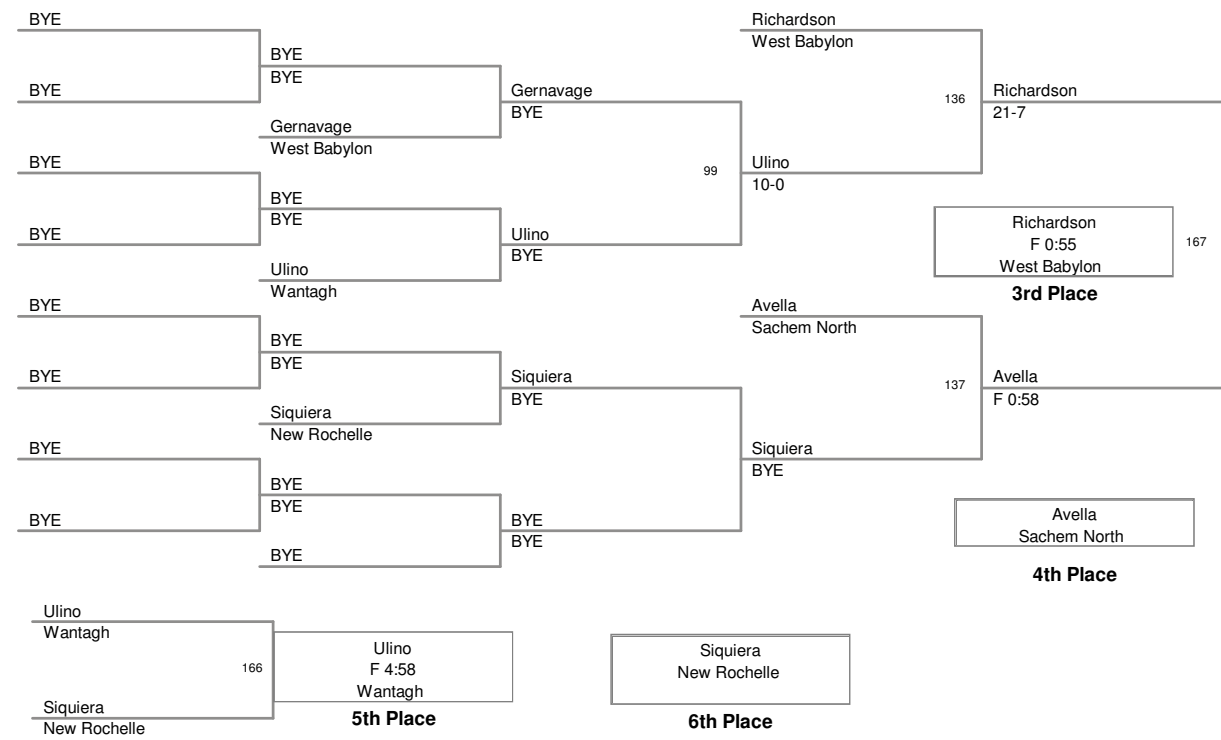 BYE
Richardson
West Babylon
BYE
BYE
BYE
Gernavage
BYE
136
Richardson
21-7
Gernavage
West Babylon
BYE
99
Ulino
10-0
BYE
BYE
BYE
Ulino
BYE
Richardson
F 0:55
West Babylon
167
3rd Place
Ulino
Wantagh
BYE
Avella
Sachem North
BYE
BYE
BYE
Siquiera
BYE
137
Avella
F 0:58
Siquiera
New Rochelle
BYE
Siquiera
BYE
BYE
BYE
BYE
BYE
BYE
Avella
Sachem North
4th Place
BYE
Ulino
Wantagh
166
Ulino
F 4:58
Wantagh
5th Place
Siquiera
New Rochelle
6th Place
Siquiera
New Rochelle